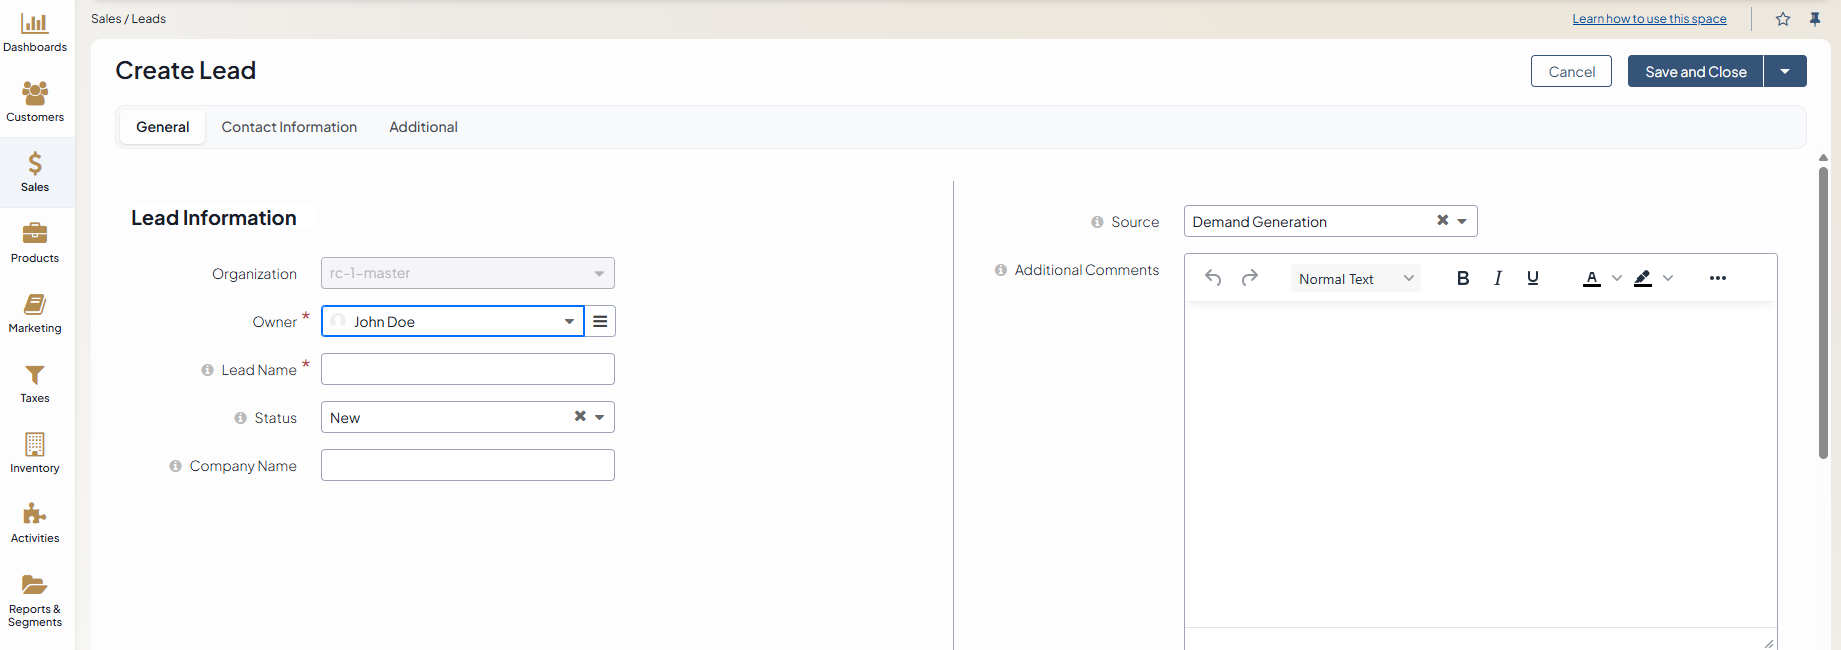 Dashboards
Customers
Sales
Products
Marketing
Taxes
Inventory
Activities
Reports &
Segments
Sales / Leads
Learn how to use this space
Create Lead
Cancel
Save and Close
General
Contact Information
Additional
Lead Information
Organization
rc-1-master
Owner *
John Doe
Lead Name *
Status
New
Company Name
Source
Demand Generation
Additional Comments
Normal Text
B I U A